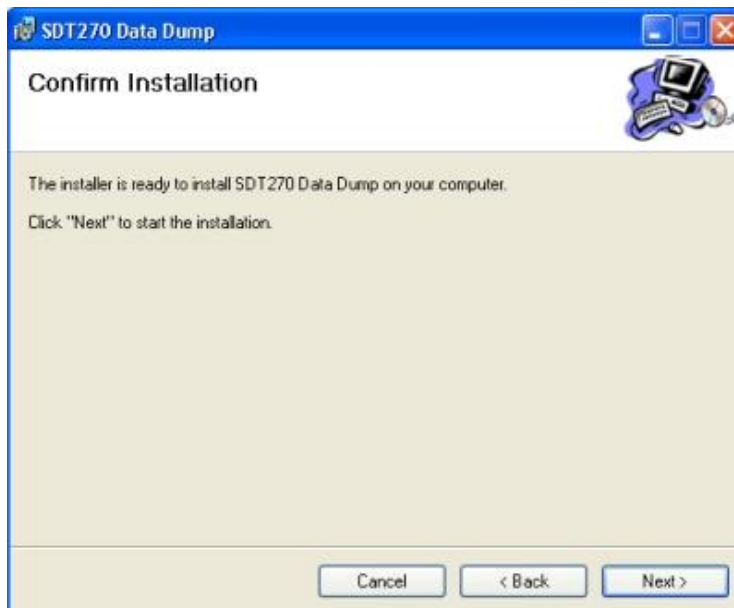 SDT270 Data Dump
Confirm Installation
The installer is ready to install SDT270 Data Dump on your computer.
Click "Next" to start the installation.
Cancel
< Back
Next >